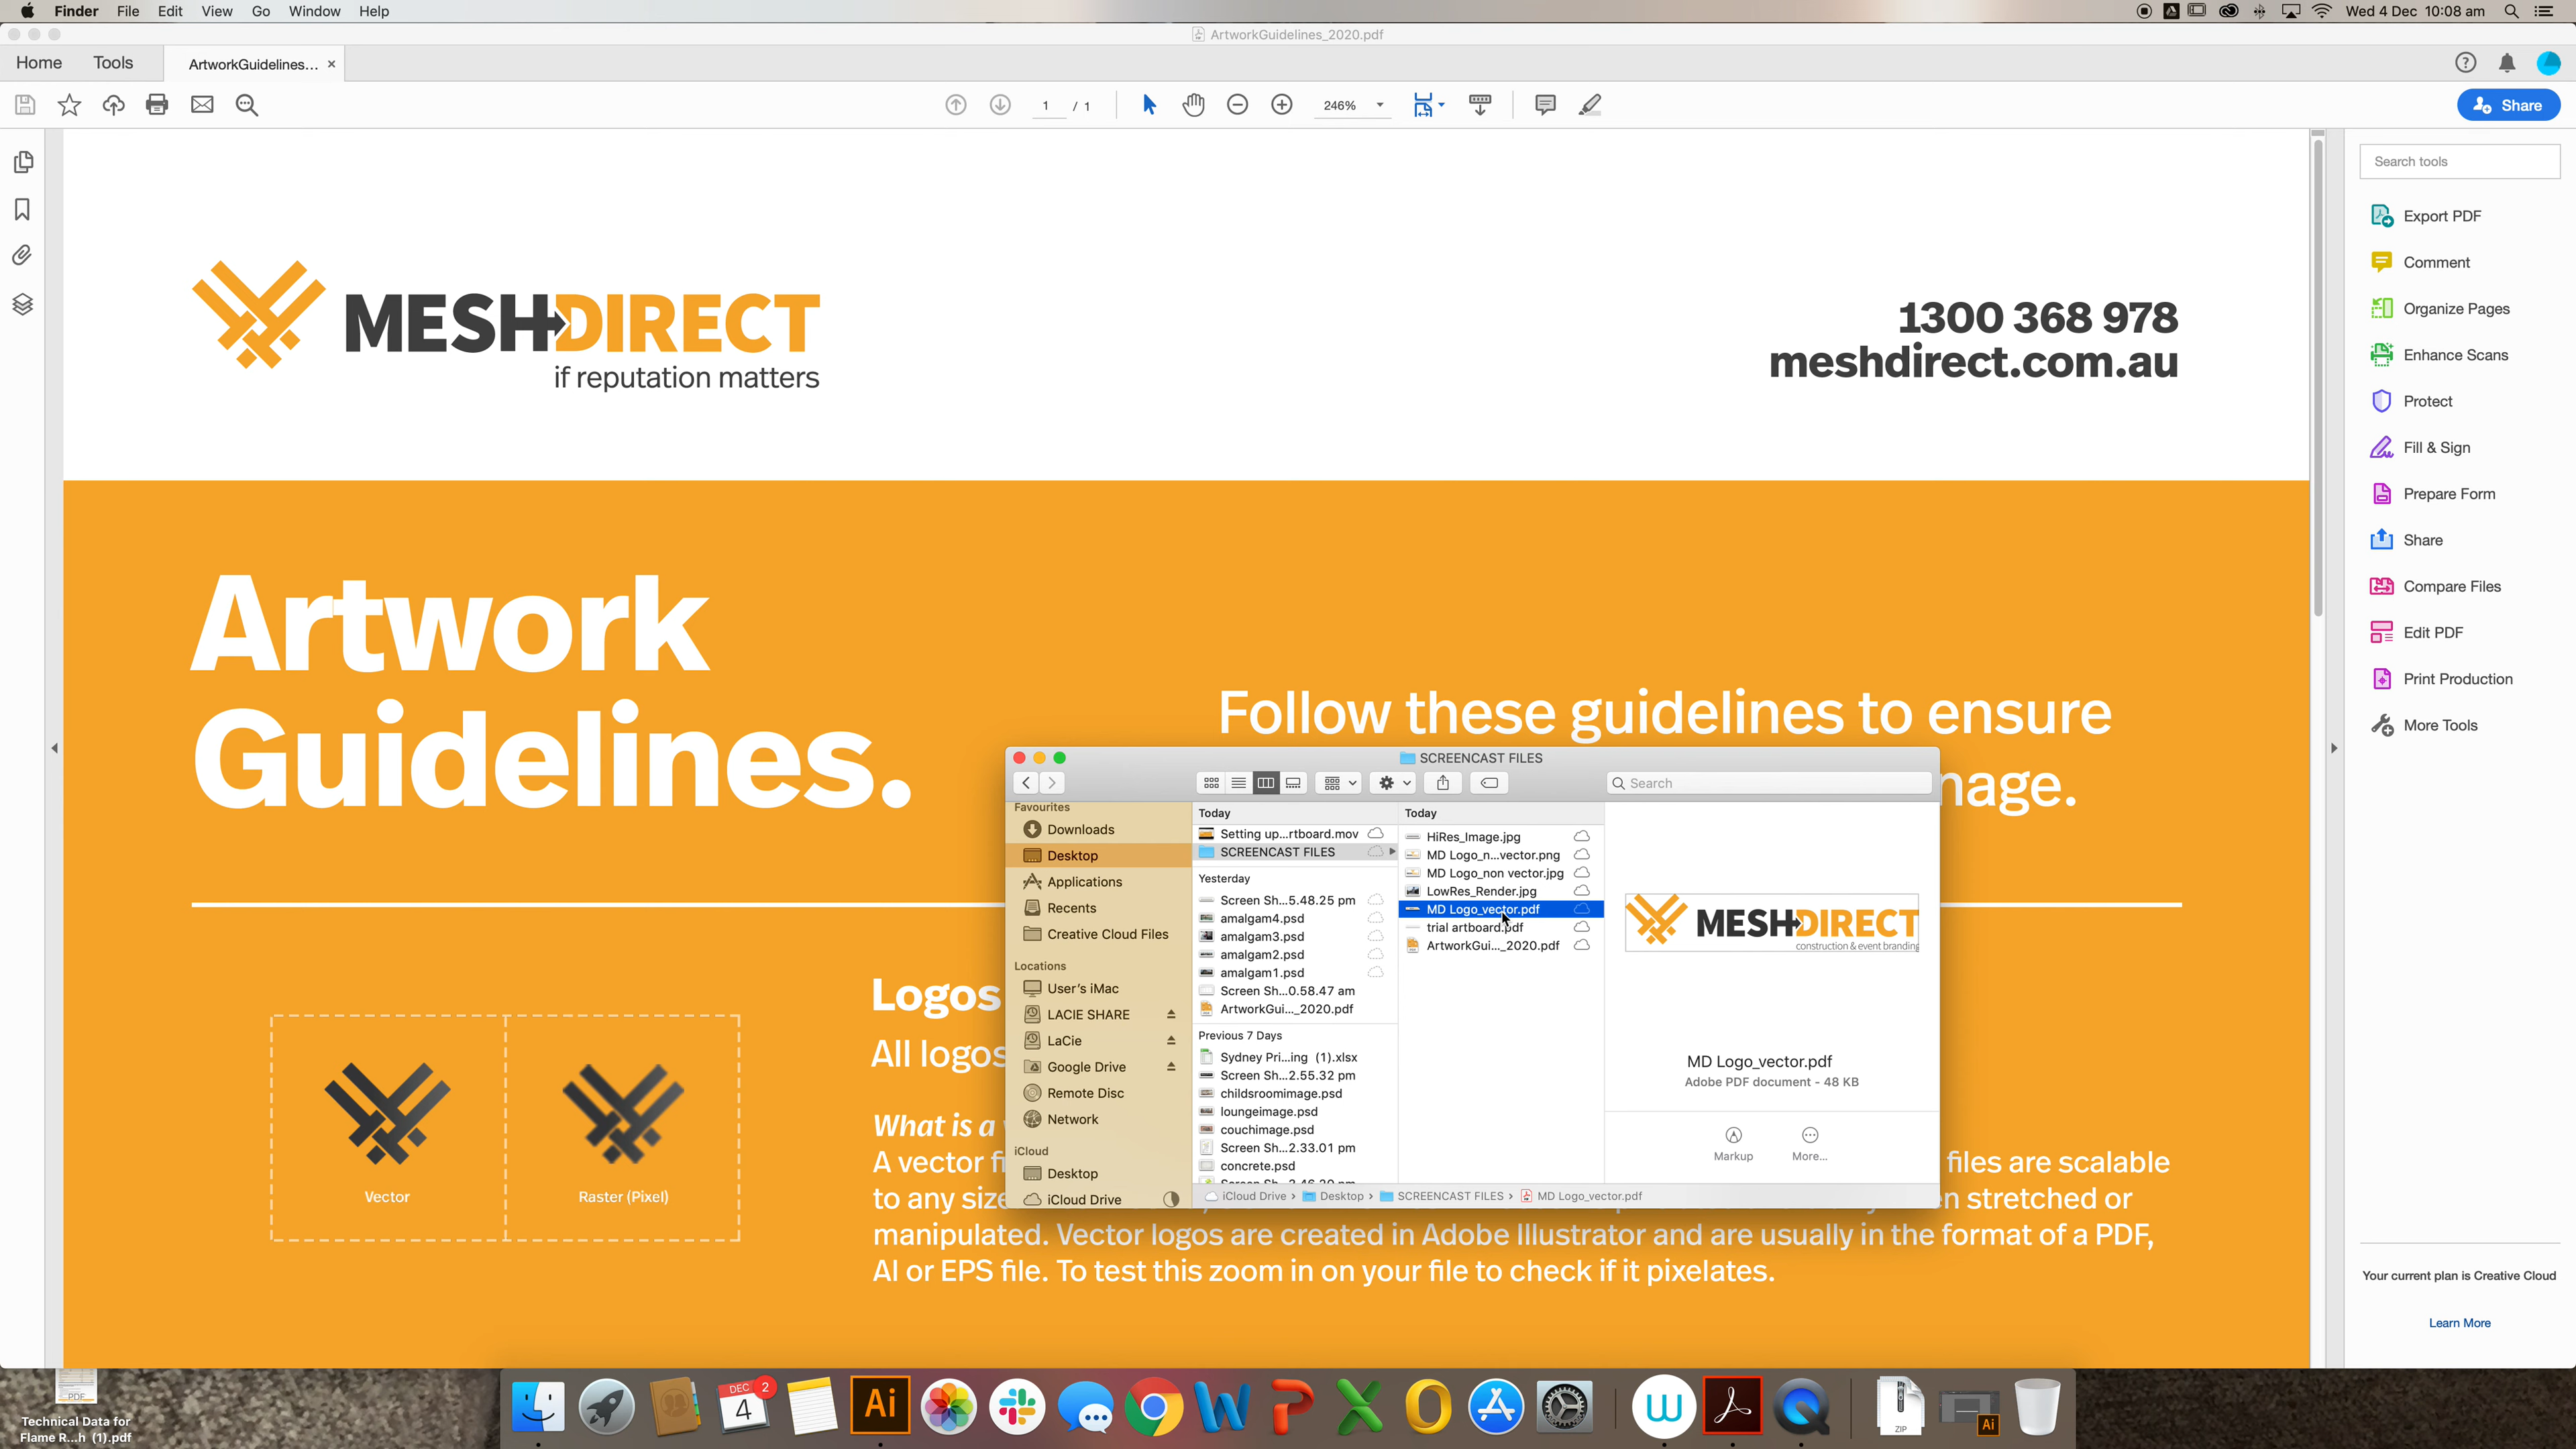 Finder File Edit View Go Window Help
Wed 4 Dec 10:08 am
ArtworkGuidelines_2020.pdf
Home Tools ArtworkGuidelines...
1 / 1
246%
Share
MESHDIRECT
if reputation matters
1300 368 978
meshdirect.com.au
Artwork
Guidelines.
Follow these guidelines to ensure
nage.
Logos
All logos
What is a
A vector fi
files are scalable
to any size
en stretched or
manipulated. Vector logos are created in Adobe Illustrator and are usually in the format of a PDF,
AI or EPS file. To test this zoom in on your file to check if it pixelates.
Vector
Raster (Pixel)
SCREENCAST FILES
Search
Favourites
Downloads
Desktop
Applications
Recents
Creative Cloud Files
Locations
User's iMac
LACIE SHARE
LaCie
Google Drive
Remote Disc
Network
iCloud
Desktop
iCloud Drive
Today
Setting up...rtboard.mov
SCREENCAST FILES
Yesterday
Screen Sh...5.48.25 pm
amalgam4.psd
amalgam3.psd
amalgam2.psd
amalgam1.psd
Screen Sh...0.58.47 am
ArtworkGui..._2020.pdf
Previous 7 Days
Sydney Pri...ing (1).xlsx
Screen Sh...2.55.32 pm
childsroomimage.psd
loungeimage.psd
couchimage.psd
Screen Sh...2.33.01 pm
concrete.psd
Today
HiRes_Image.jpg
MD Logo_n...vector.png
MD Logo_non vector.jpg
LowRes_Render.jpg
MD Logo_vector.pdf
trial artboard.pdf
ArtworkGui..._2020.pdf
MESHDIRECT
construction & event branding
MD Logo_vector.pdf
Adobe PDF document - 48 KB
Markup
More...
iCloud Drive › Desktop › SCREENCAST FILES › MD Logo_vector.pdf
Search tools
Export PDF
Comment
Organize Pages
Enhance Scans
Protect
Fill & Sign
Prepare Form
Share
Compare Files
Edit PDF
Print Production
More Tools
Your current plan is Creative Cloud
Learn More
PDF
Technical Data for
Flame R...h (1).pdf
DEC
2
4
Ai
ZIP
Ai